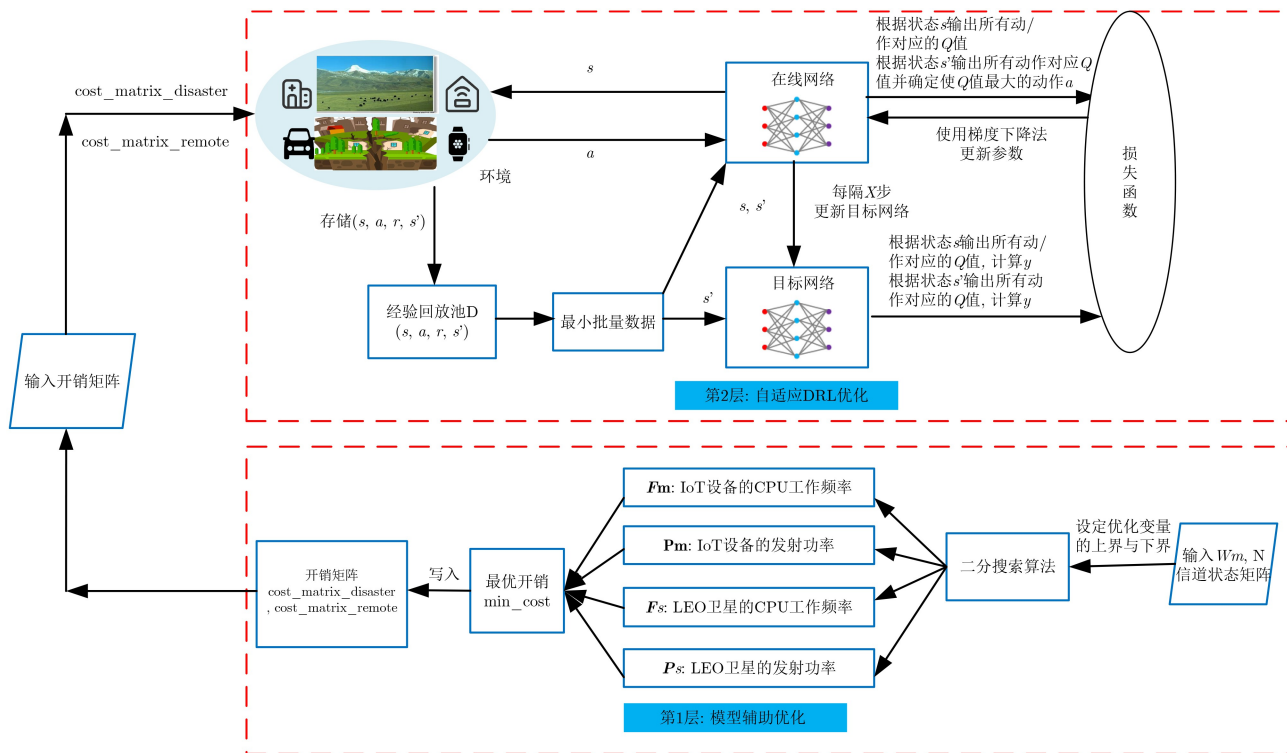 cost_matrix_disaster
cost_matrix_remote
s
a
环境
存储(s, a, r, s’)
经验回放池D
(s, a, r, s’)
最小批量数据
s, s’
s’
在线网络
每隔X步
更新目标网络
目标网络
根据状态s输出所有动/
作对应的Q值
根据状态s’输出所有动作对应Q
值并确定使Q值最大的动作a
使用梯度下降法
更新参数
根据状态s输出所有动/
作对应的Q值, 计算y
根据状态s’输出所有动
作对应的Q值, 计算y
损
失
函
数
第2层: 自适应DRL优化
输入开销矩阵
开销矩阵
cost_matrix_disaster
, cost_matrix_remote
写入
最优开销
min_cost
Fm: IoT设备的CPU工作频率
Pm: IoT设备的发射功率
Fs: LEO卫星的CPU工作频率
Ps: LEO卫星的发射功率
二分搜索算法
设定优化变量
的上界与下界
输入Wm, N
信道状态矩阵
第1层: 模型辅助优化